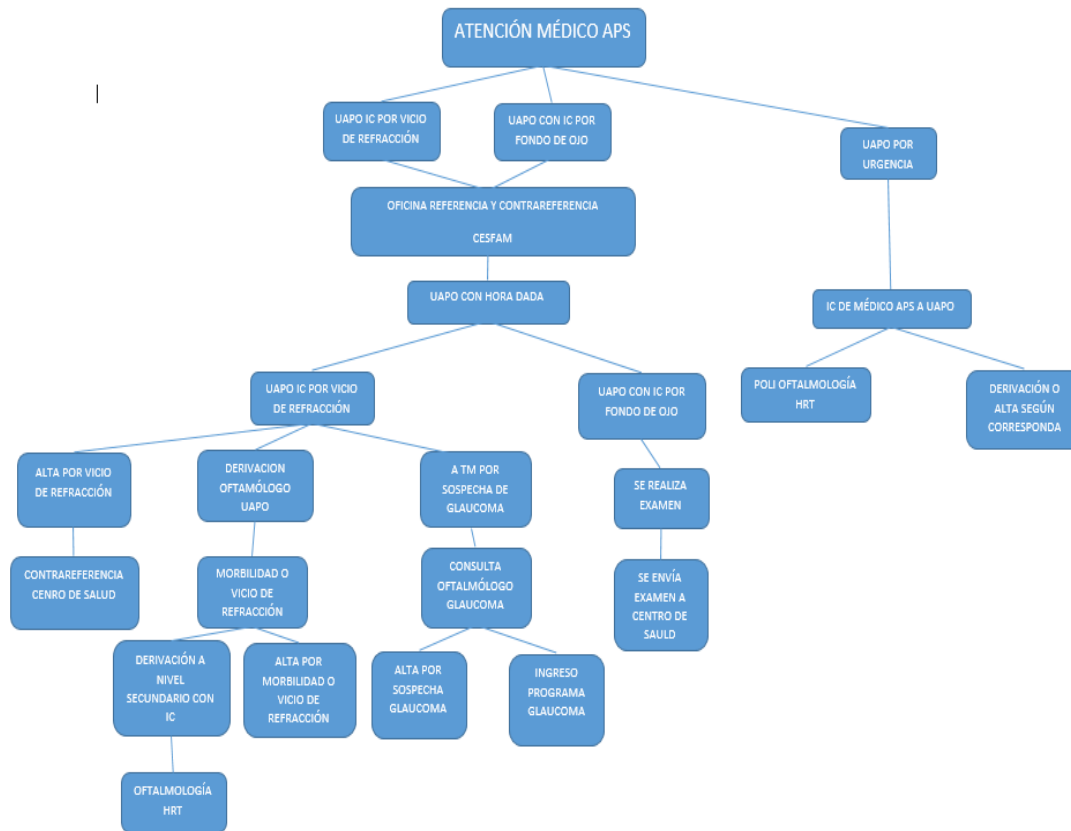 ATENCIÓN MÉDICO APS
UAPO IC POR VICIO
DE REFRACCIÓN
UAPO CON IC POR
FONDO DE OJO
UAPO POR
URGENCIA
OFICINA REFERENCIA Y CONTRAREFERENCIA
CESFAM
UAPO CON HORA DADA
IC DE MÉDICO APS A UAPO
UAPO IC POR VICIO
DE REFRACCIÓN
UAPO CON IC POR
FONDO DE OJO
POLI OFTALMOLOGÍA
HRT
DERIVACIÓN O
ALTA SEGÚN
CORRESPONDA
ALTA POR VICIO
DE REFRACCIÓN
DERIVACION
OFTAMÓLOGO
UAPO
A TM POR
SOSPECHA DE
GLAUCOMA
SE REALIZA
EXAMEN
CONTRAREFERENCIA
CENRO DE SALUD
MORBILIDAD O
VICIO DE
REFRACCIÓN
CONSULTA
OFTALMÓLOGO
GLAUCOMA
SE ENVÍA
EXAMEN A
CENTRO DE
SAULD
DERIVACIÓN A
NIVEL
SECUNDARIO CON
IC
ALTA POR
MORBILIDAD O
VICIO DE
REFRACCIÓN
ALTA POR
SOSPECHA
GLAUCOMA
INGRESO
PROGRAMA
GLAUCOMA
OFTALMOLOGÍA
HRT